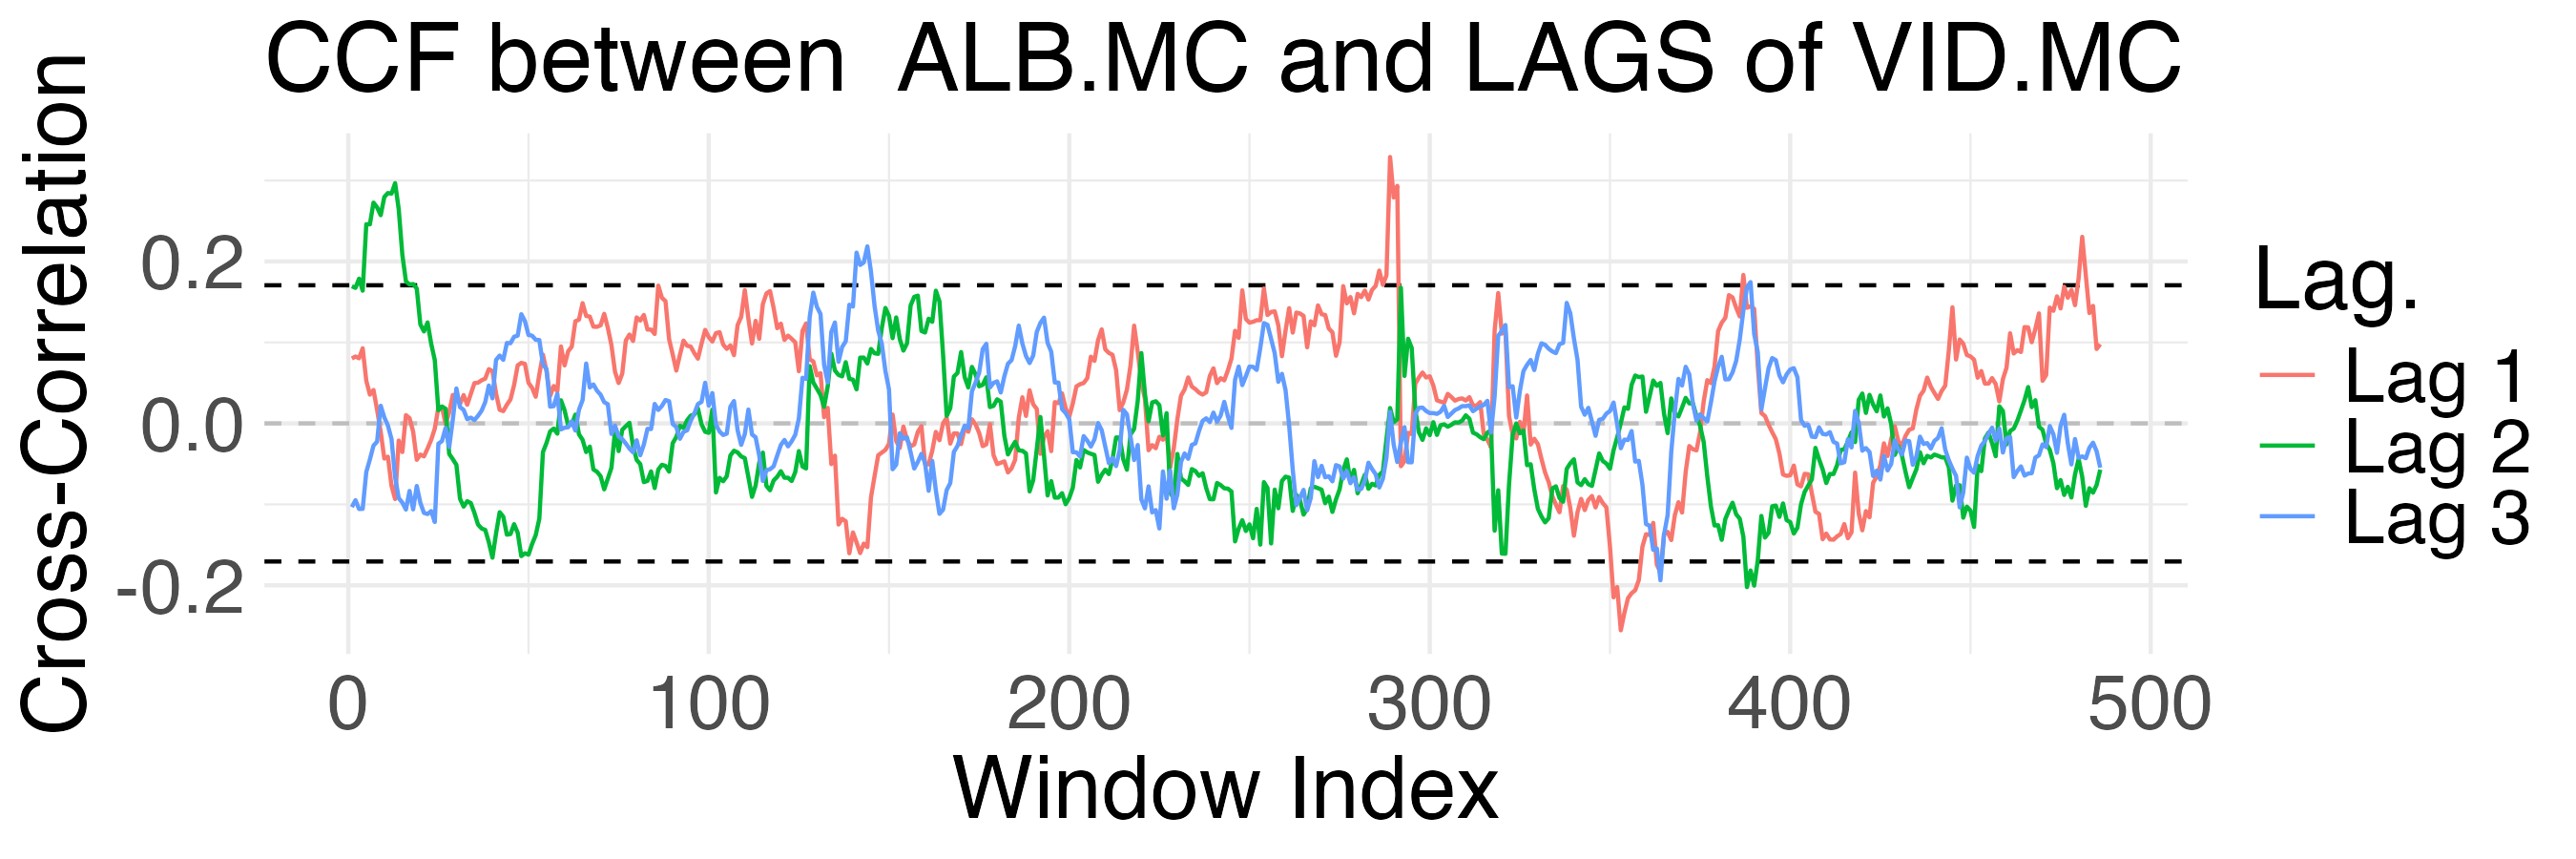 CCF between  ALB.MC and LAGS of VID.MC
Cross-Correlation
0.2
0.0
-0.2
0 100 200 300 400 500
Window Index
Lag.
Lag 1
Lag 2
Lag 3